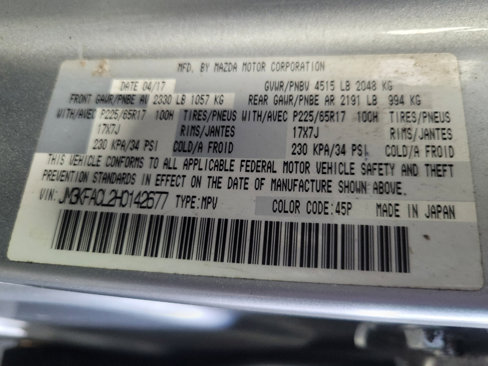 MFD. BY MAZDA MOTOR CORPORATION
DATE 04/17 GVWR/PNBV 4515 LB 2048 KG
FRONT GAWR/PNBE AV 2330 LB 1057 KG REAR GAWR/PNBE AR 2191 LB 994 KG
WITH/AVEC P225/65R17 100H TIRES/PNEUS WITH/AVEC P225/65R17 100H TIRES/PNEUS
17X7J RIMS/JANTES 17X7J RIMS/JANTES
230 KPA/34 PSI COLD/A FROID 230 KPA/34 PSI COLD/A FROID
THIS VEHICLE CONFORMS TO ALL APPLICABLE FEDERAL MOTOR VEHICLE SAFETY AND THEFT
PREVENTION STANDARDS IN EFFECT ON THE DATE OF MANUFACTURE SHOWN ABOVE.
VIN: JM3KFACL2H0142677 TYPE: MPV COLOR CODE: 45P MADE IN JAPAN